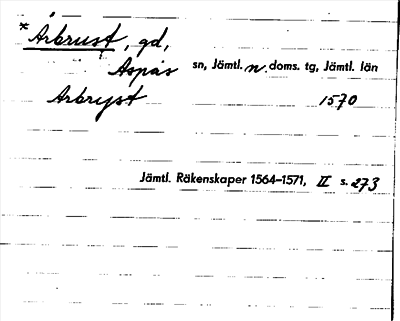 *Årbrust, gd,
Aspås sn, Jämtl. n. doms. tg, Jämtl. län
Arbryst 1570
Jämtl. Räkenskaper 1564–1571, II s. 273